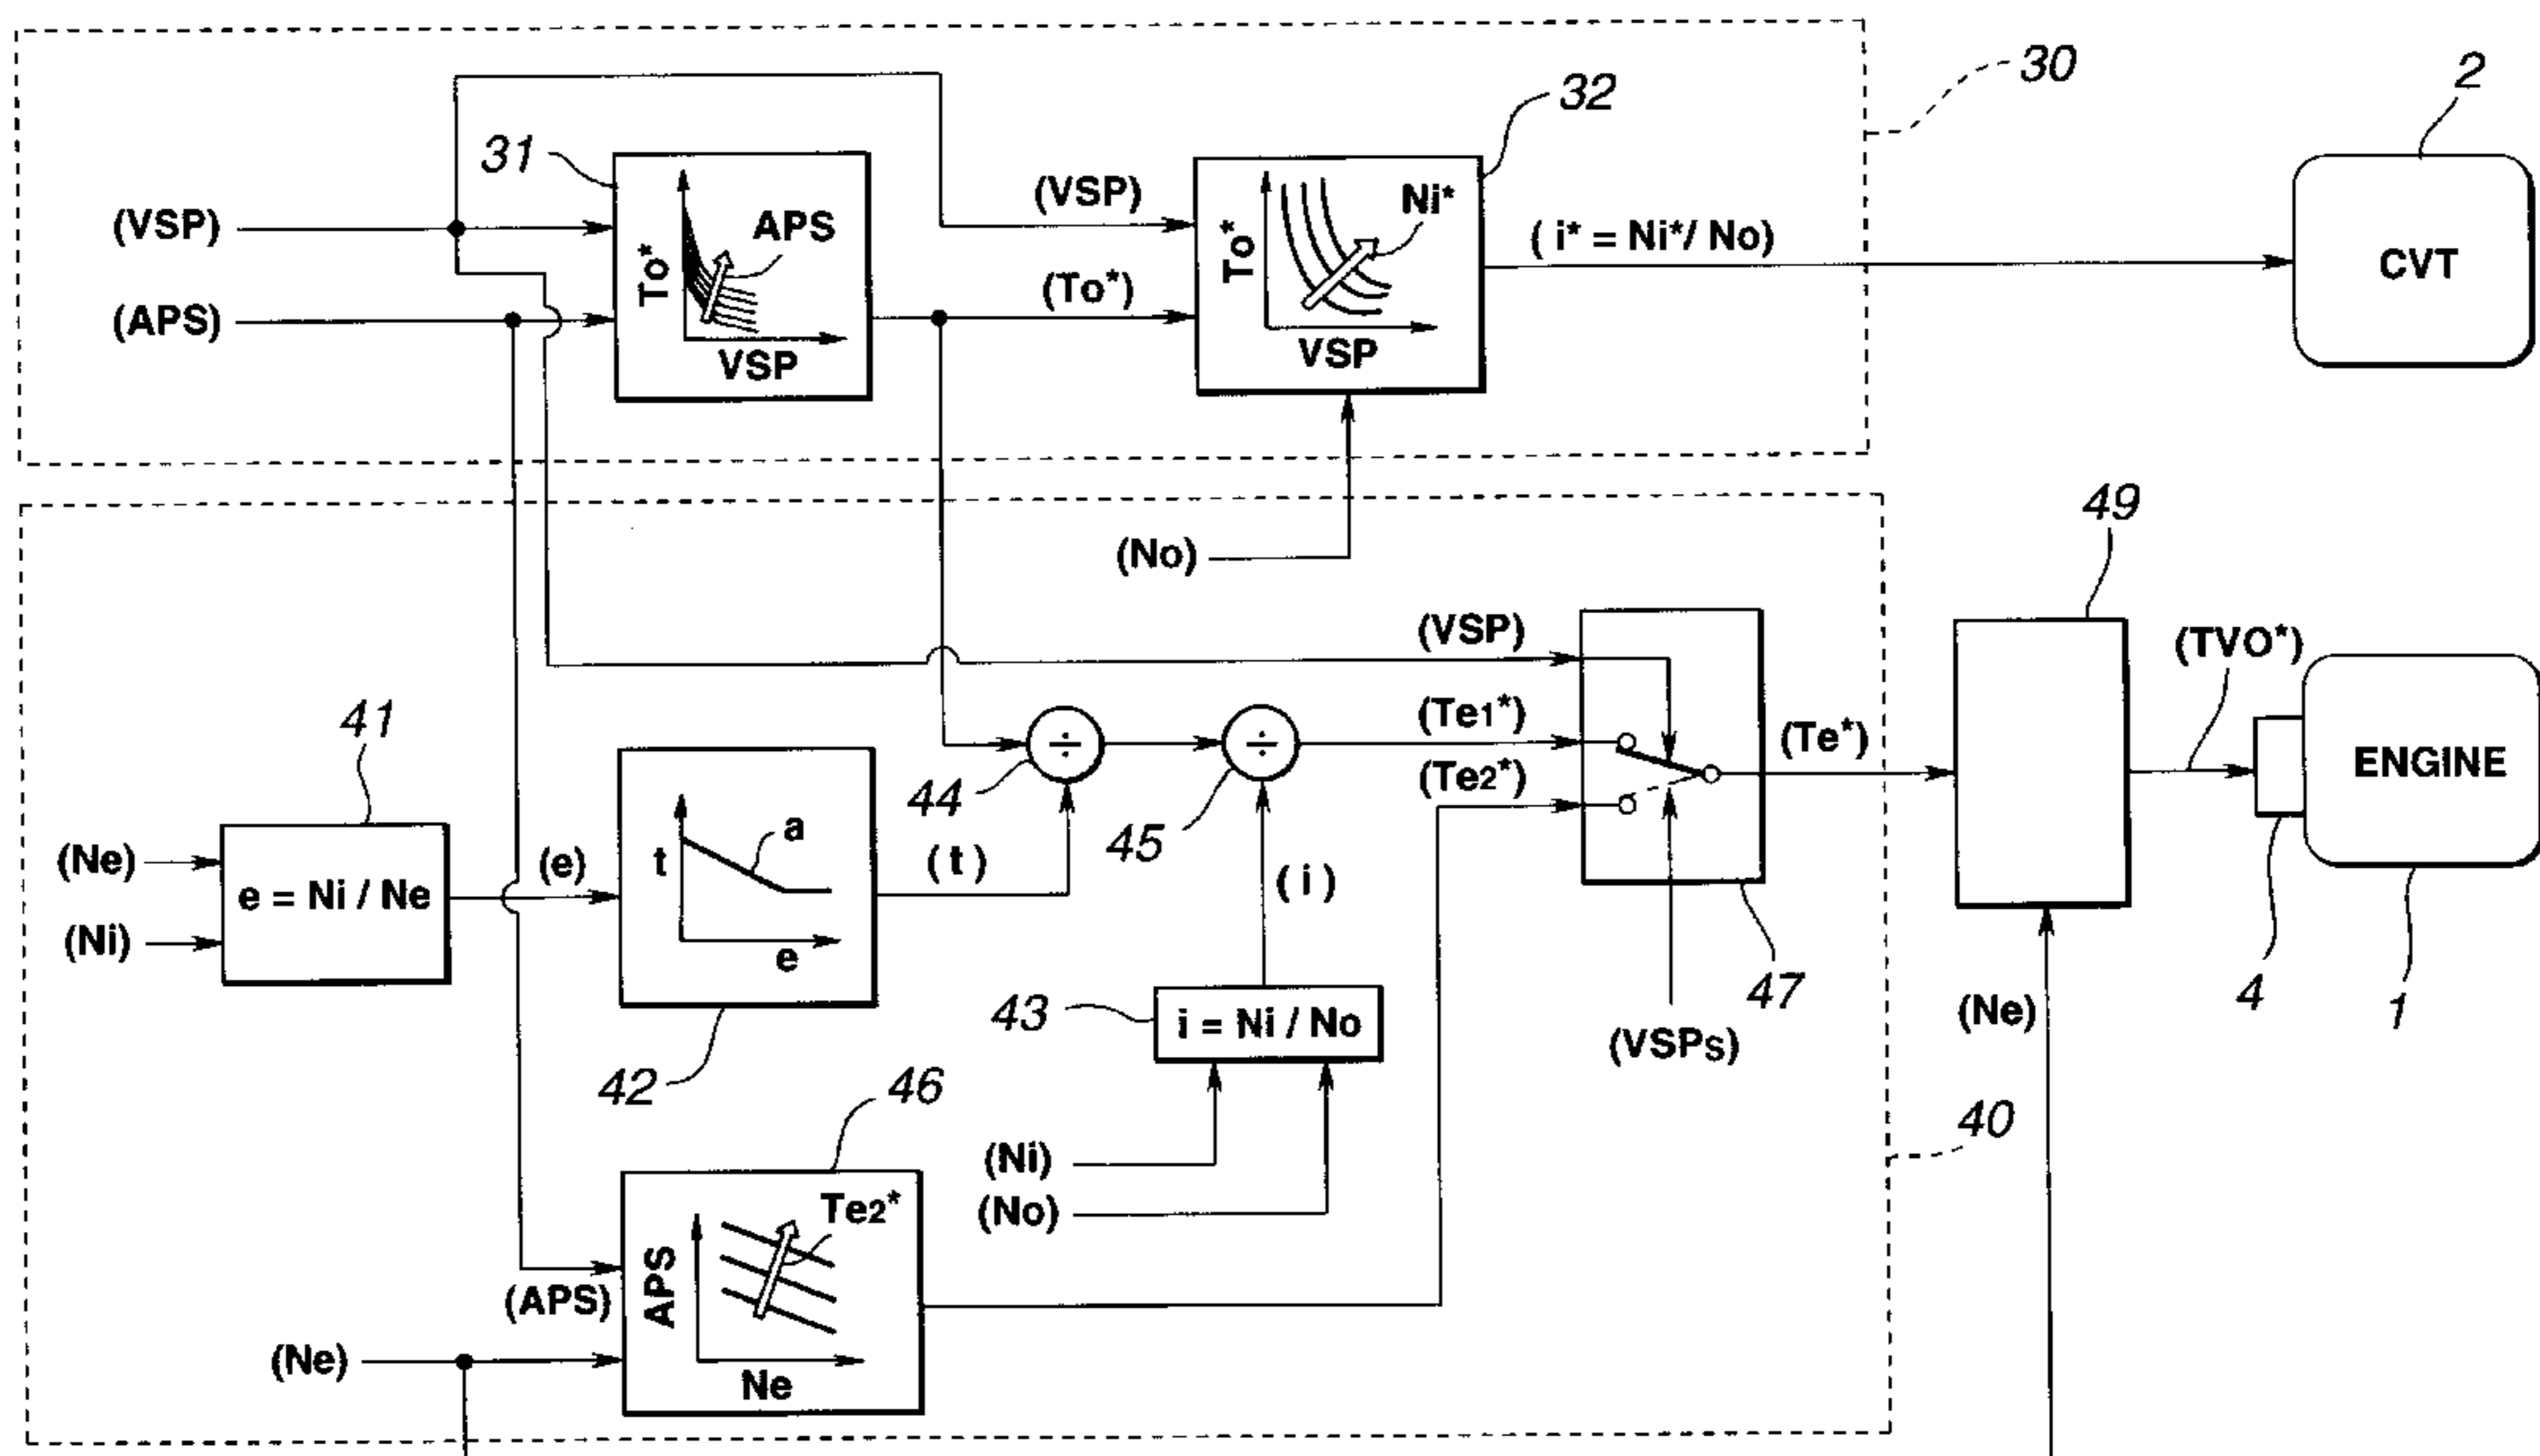 30
2
32
31
(VSP)
Ni*
(VSP)
APS
To*
To*
( i* = Ni*/ No)
CVT
(To*)
(APS)
VSP
VSP
49
(No)
(VSP)
(TVO*)
41
(Te1*)
(Te*)
ENGINE
(Te2*)
44
45
a
(Ne)
(e)
t
(t)
(i)
e = Ni / Ne
(Ni)
e
47
4
1
43
i = Ni / No
(Ne)
(VSPS)
42
46
40
(Ni)
Te2*
(No)
APS
(APS)
(Ne)
Ne